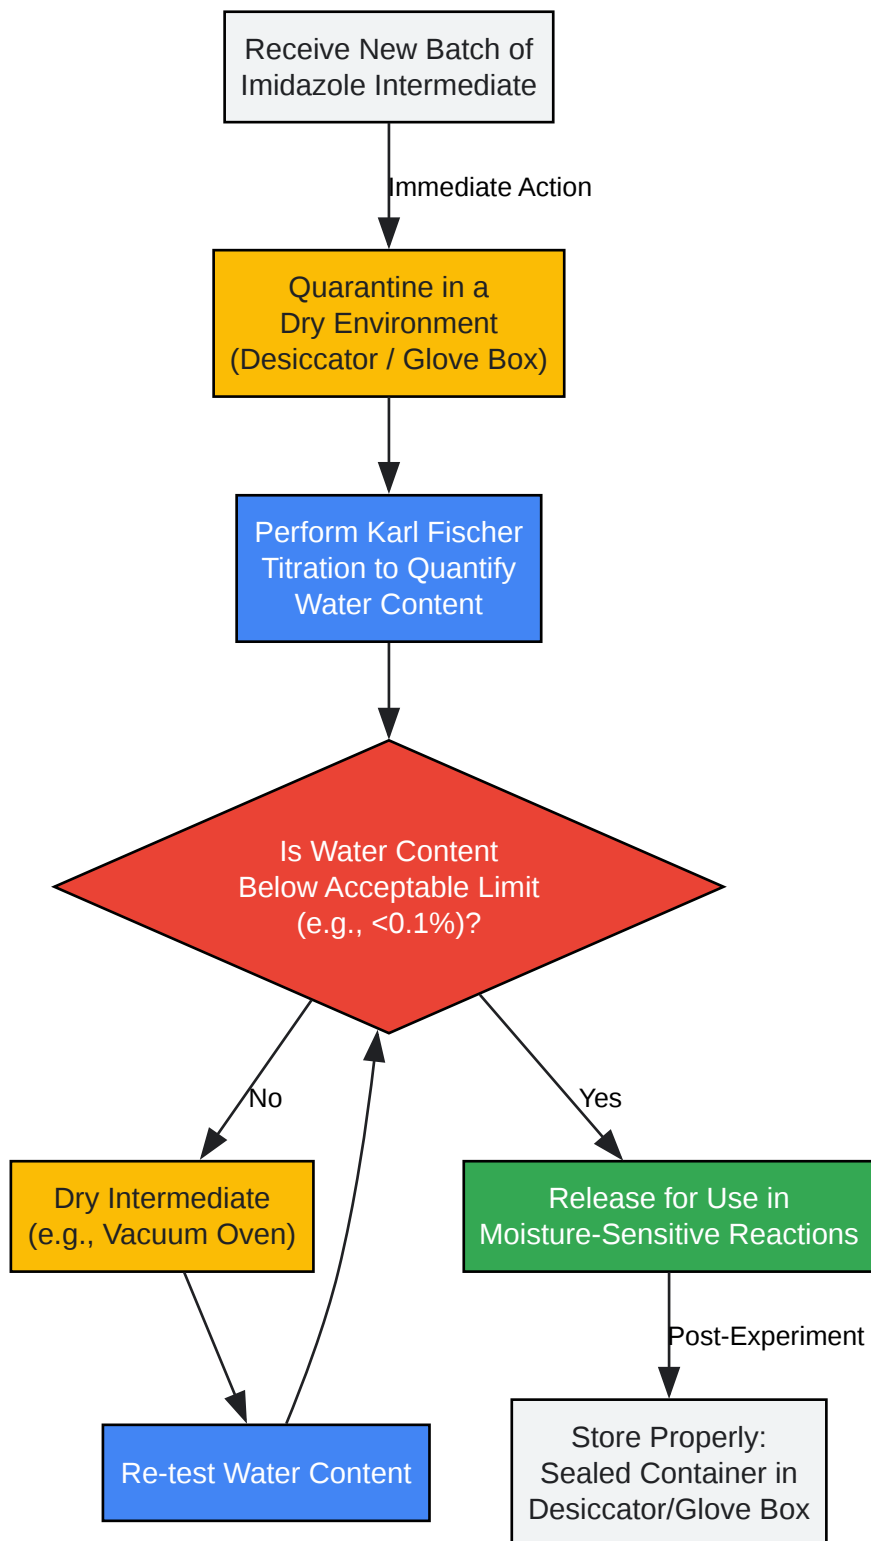 Receive New Batch of
Imidazole Intermediate
Immediate Action
Quarantine in a
Dry Environment
(Desiccator / Glove Box)
Perform Karl Fischer
Titration to Quantify
Water Content
Is Water Content
Below Acceptable Limit
(e.g., <0.1%)?
No
Yes
Dry Intermediate
(e.g., Vacuum Oven)
Release for Use in
Moisture-Sensitive Reactions
Post-Experiment
Re-test Water Content
Store Properly:
Sealed Container in
Desiccator/Glove Box